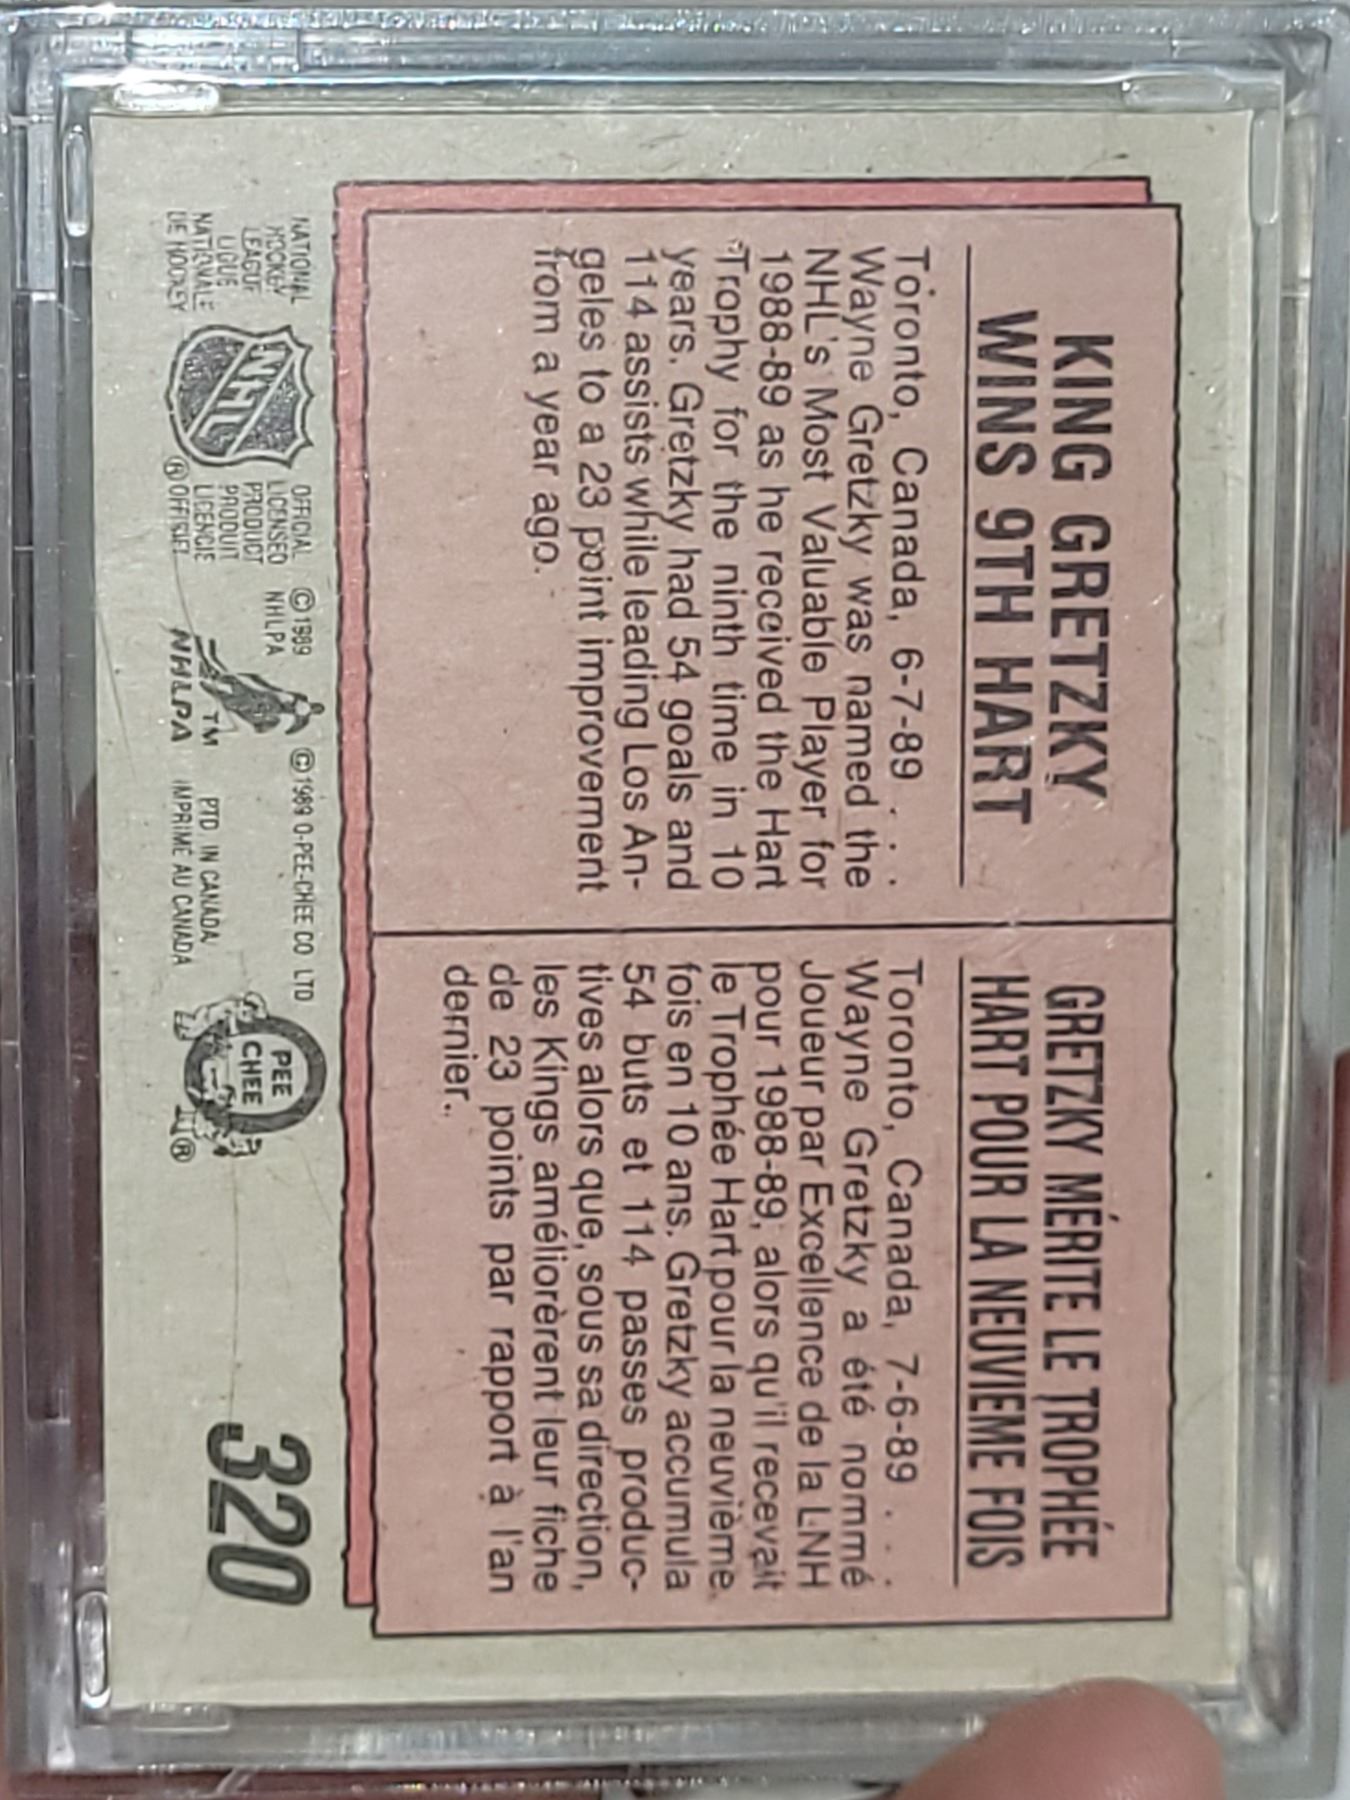 KING GRETZKY
WINS 9TH HART
Toronto, Canada, 6-7-89 . . .
Wayne Gretzky was named the
NHL's Most Valuable Player for
1988-89 as he received the Hart
Trophy for the ninth time in 10
years. Gretzky had 54 goals and
114 assists while leading Los An-
geles to a 23 point improvement
from a year ago.
GRETZKY MÉRITE LE TROPHÉE
HART POUR LA NEUVIEME FOIS
Toronto, Canada, 7-6-89 . . .
Wayne Gretzky a été nommé
Joueur par Excellence de la LNH
pour 1988-89, alors qu'il recevait
le Trophée Hart pour la neuvième
fois en 10 ans. Gretzky accumula
54 buts et 114 passes produc-
tives alors que, sous sa direction,
les Kings améliorèrent leur fiche
de 23 points par rapport à l'an
dernier.
NATIONAL
HOCKEY
LEAGUE
LIGUE
NATIONALE
DE HOCKEY
NHL
®
OFFICIAL
LICENSED
PRODUCT
PRODUIT
LICENCIE
OFFICIEL
© 1989
NHLPA
TM
NHLPA
© 1989 O-PEE-CHEE CO LTD
PTD. IN CANADA.
IMPRIMÉ AU CANADA
PEE
CHEE
®
320